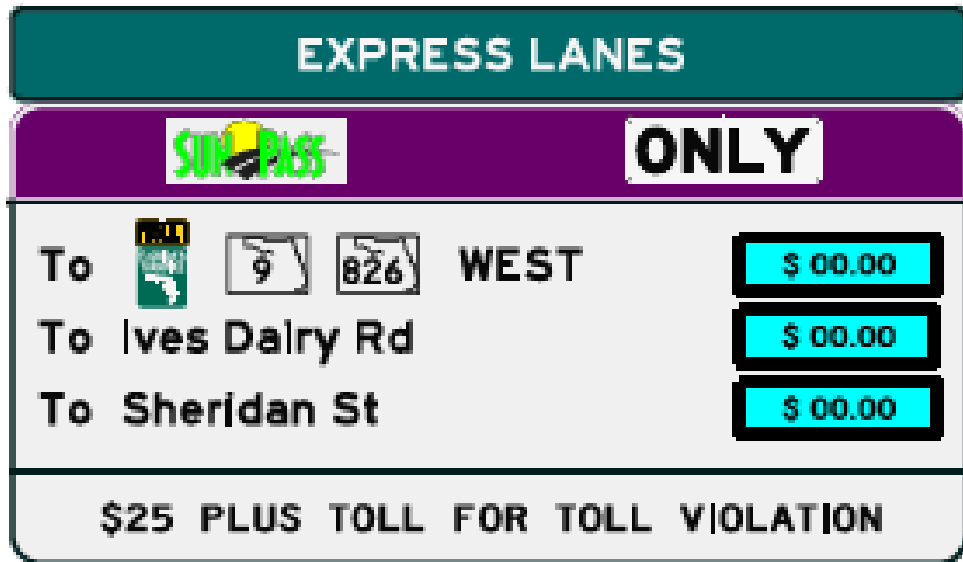 EXPRESS LANES
SUNPASS ONLY
To 9 826 WEST $ 00.00
To Ives Dairy Rd $ 00.00
To Sheridan St $ 00.00
$25 PLUS TOLL FOR TOLL VIOLATION